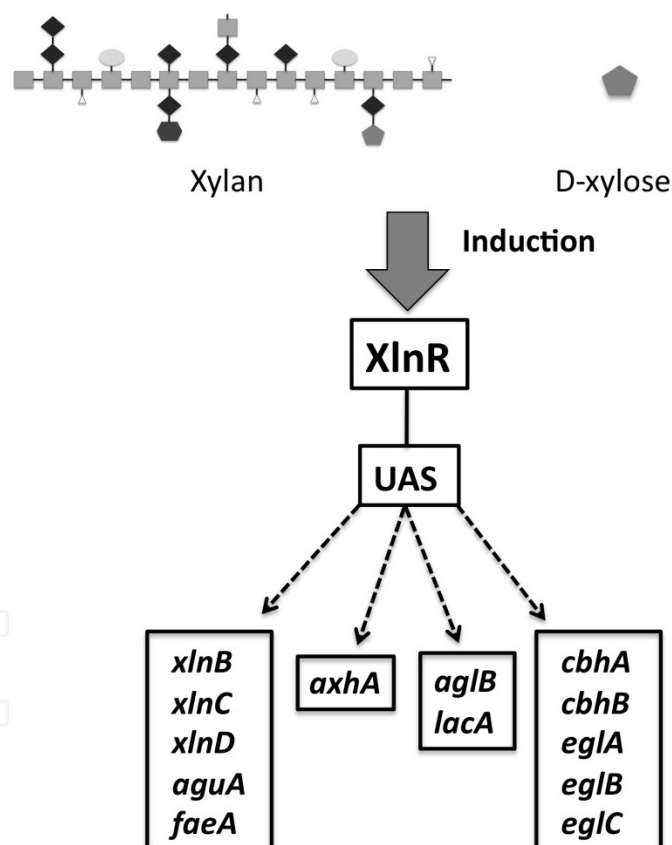 Xylan
D-xylose
Induction
XlnR
UAS
xlnB
xlnC
xlnD
aguA
faeA
axhA
aglB
lacA
cbhA
cbhB
eglA
eglB
eglC